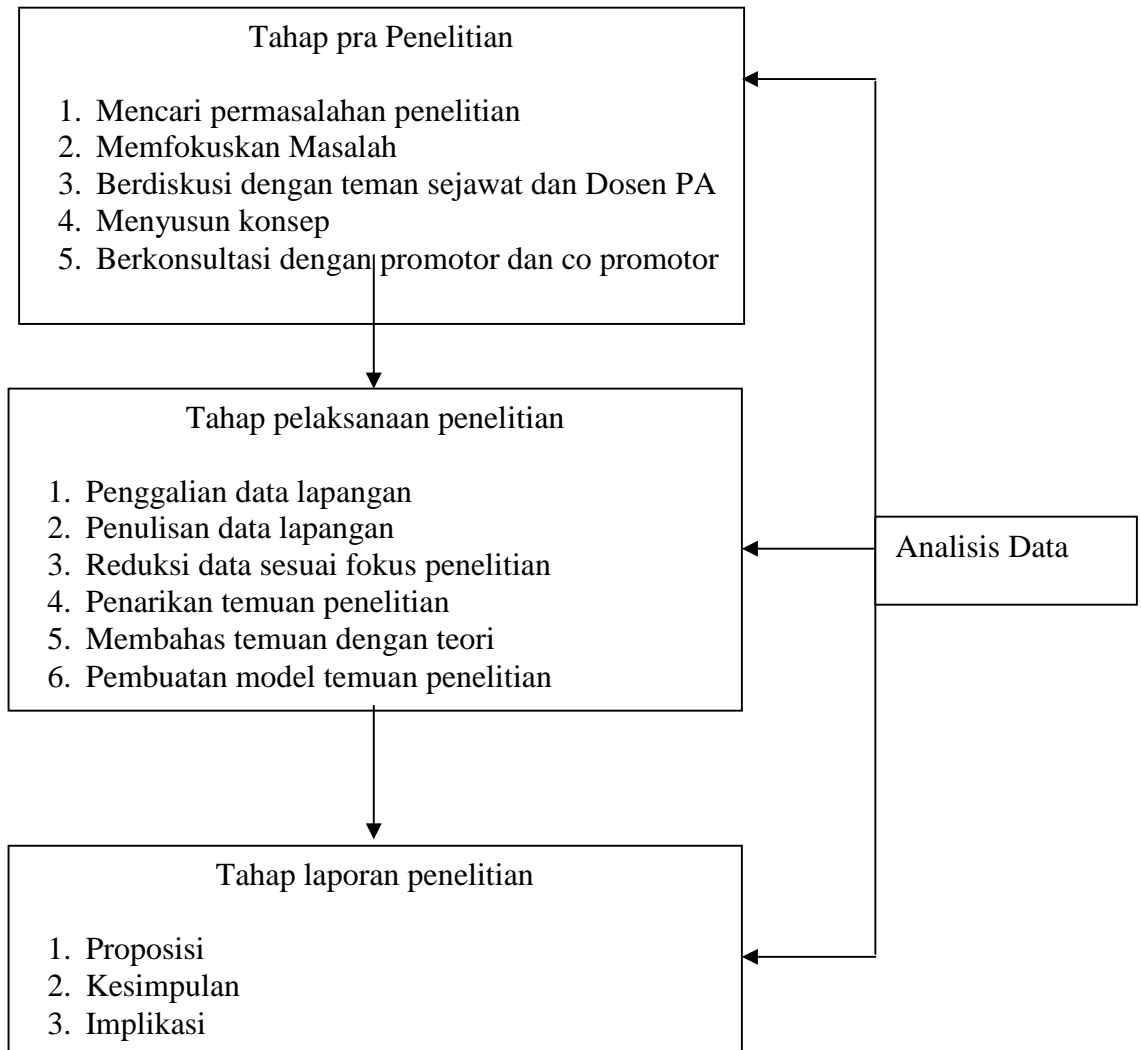 Tahap pra Penelitian
1. Mencari permasalahan penelitian
2. Memfokuskan Masalah
3. Berdiskusi dengan teman sejawat dan Dosen PA
4. Menyusun konsep
5. Berkonsultasi dengan promotor dan co promotor
Tahap pelaksanaan penelitian
1. Penggalian data lapangan
2. Penulisan data lapangan
3. Reduksi data sesuai fokus penelitian
4. Penarikan temuan penelitian
5. Membahas temuan dengan teori
6. Pembuatan model temuan penelitian
Analisis Data
Tahap laporan penelitian
1. Proposisi
2. Kesimpulan
3. Implikasi